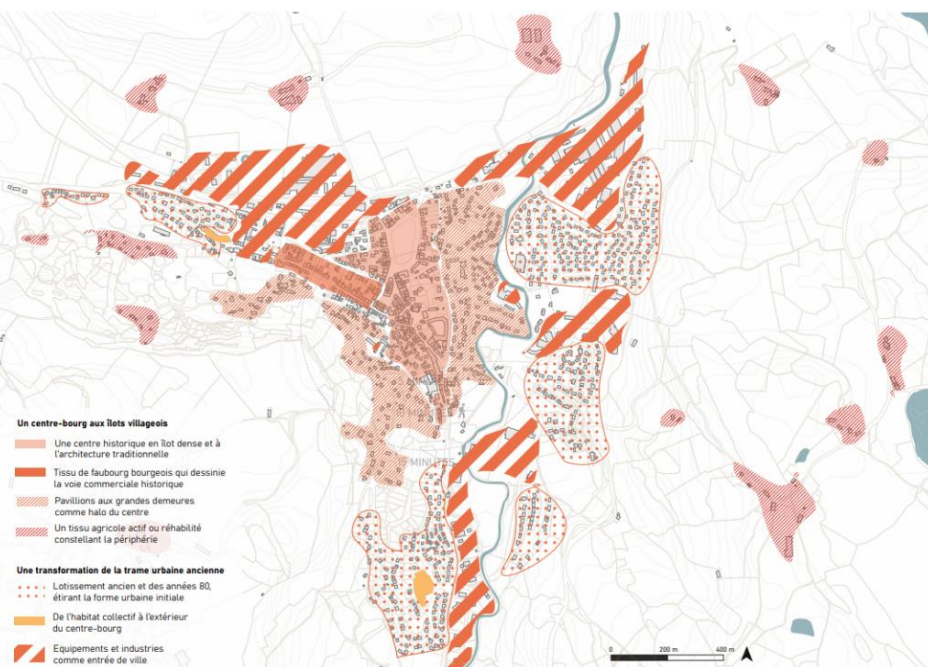 MINUTES
Un centre-bourg aux îlots villageois
Une centre historique en îlot dense et à
l'architecture traditionnelle
Tissu de faubourg bourgeois qui dessinie
la voie commerciale historique
Pavillions aux grandes demeures
comme halo du centre
Un tissu agricole actif ou réhabilité
constellant la périphérie
Une transformation de la trame urbaine ancienne
Lotissement ancien et des années 80,
étirant la forme urbaine initiale
De l'habitat collectif à l'extérieur
du centre-bourg
Equipements et industries
comme entrée de ville
0 200 m 400 m